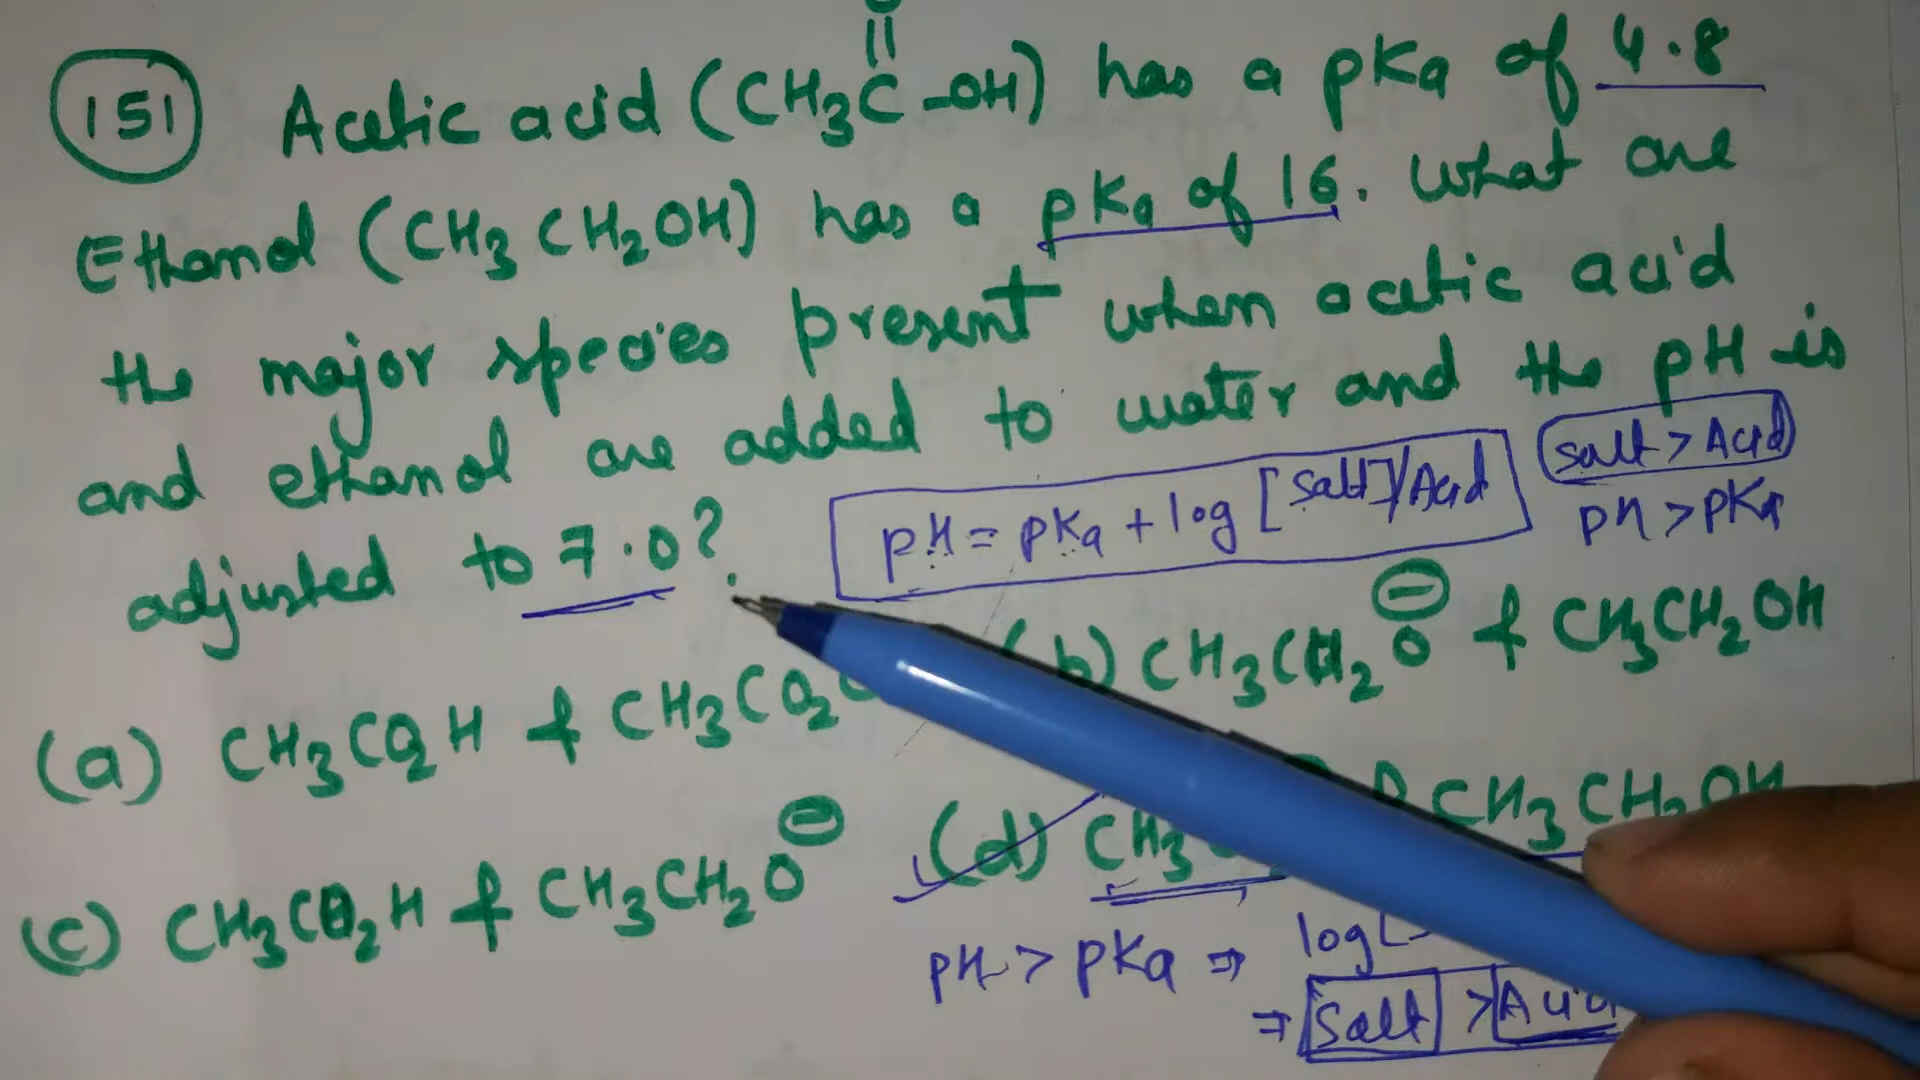 O
||
(151) Acetic acid (CH₃C-OH) has a pKa of 4.8
Ethanol (CH₃CH₂OH) has a pKa of 16. What are
the major species present when acetic acid
and ethanol are added to water and the pH is
adjusted to 7.0?
pH = pKa + log [Salt]/Acid
Salt > Acid
pH > pKa
(a) CH₃CO₂H & CH₃CO₂
(b) CH₃CH₂O⊖ & CH₃CH₂OH
(c) CH₃CO₂H & CH₃CH₂O⊖
(d) CH₃ CH₃CH₂OH
pH > pKa ⇒ log [
⇒ Salt > Acid